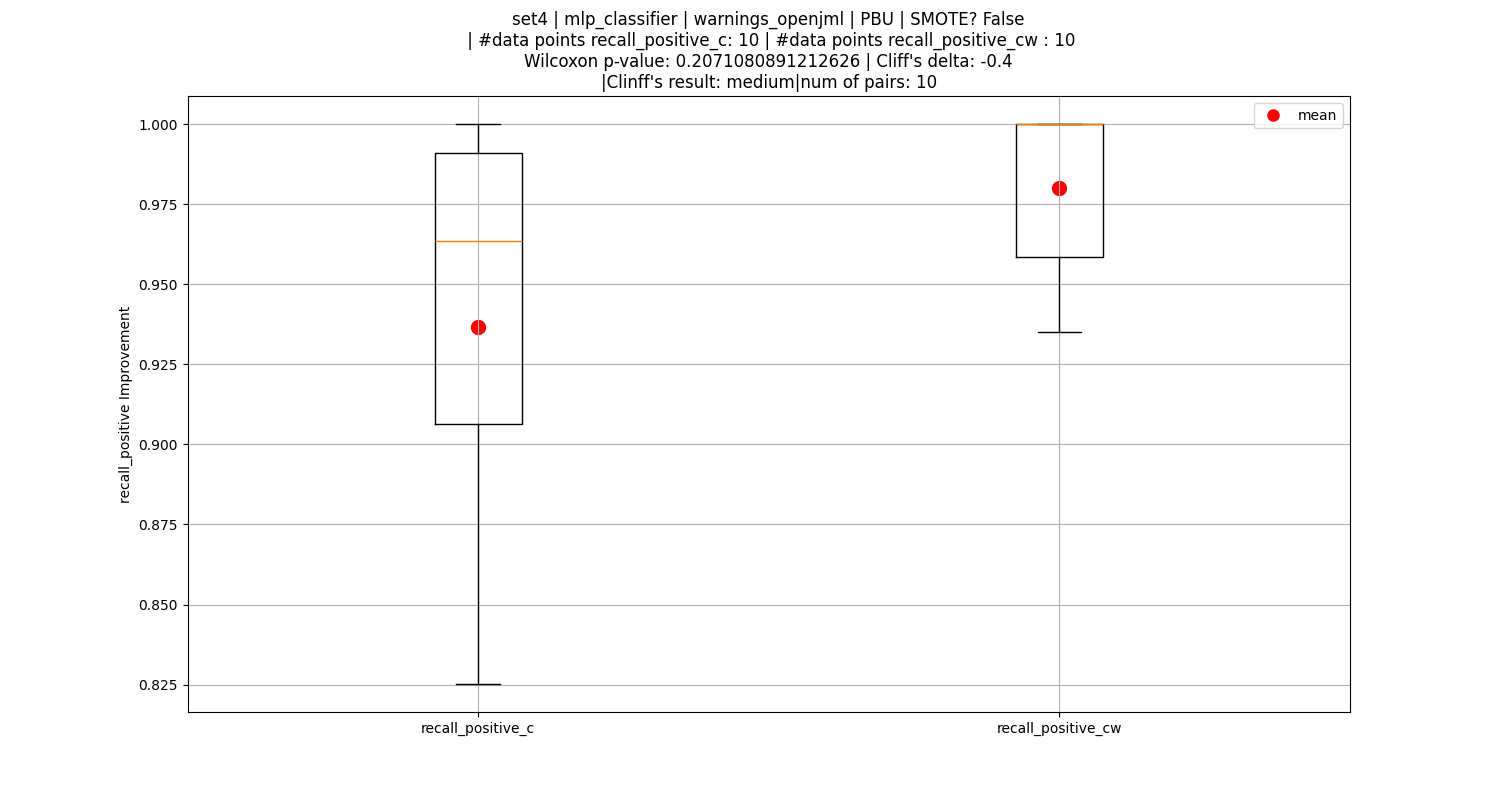 set4 | mlp_classifier | warnings_openjml | PBU | SMOTE? False
| #data points recall_positive_c: 10 | #data points recall_positive_cw : 10
Wilcoxon p-value: 0.2071080891212626 | Cliff's delta: -0.4
|Clinff's result: medium|num of pairs: 10
mean
1.000
0.975
0.950
0.925
0.900
0.875
0.850
0.825
recall_positive Improvement
recall_positive_c
recall_positive_cw